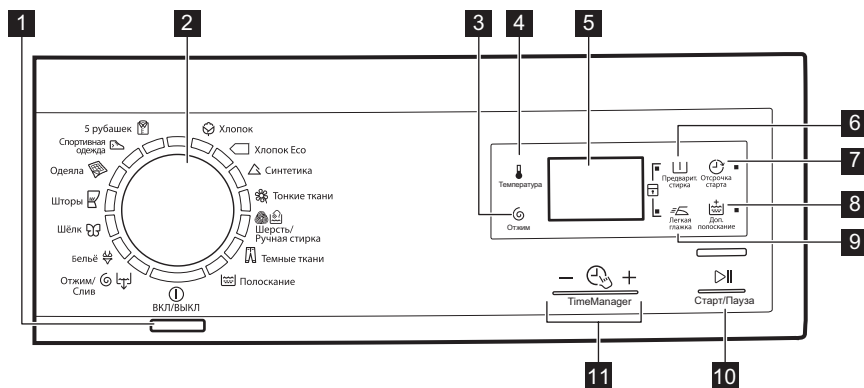 1
2
3
4
5
6
7
8
9
10
11
5 рубашек
Спортивная
одежда
Одеяла
Шторы
Шёлк
Бельё
Отжим/
Слив
ВКЛ/ВЫКЛ
Хлопок
Хлопок Eco
Синтетика
Тонкие ткани
Шерсть/
Ручная стирка
Темные ткани
Полоскание
Температура
Отжим
Предварит.
стирка
Отсрочка
старта
Легкая
глажка
Доп.
полоскание
TimeManager
Старт/Пауза